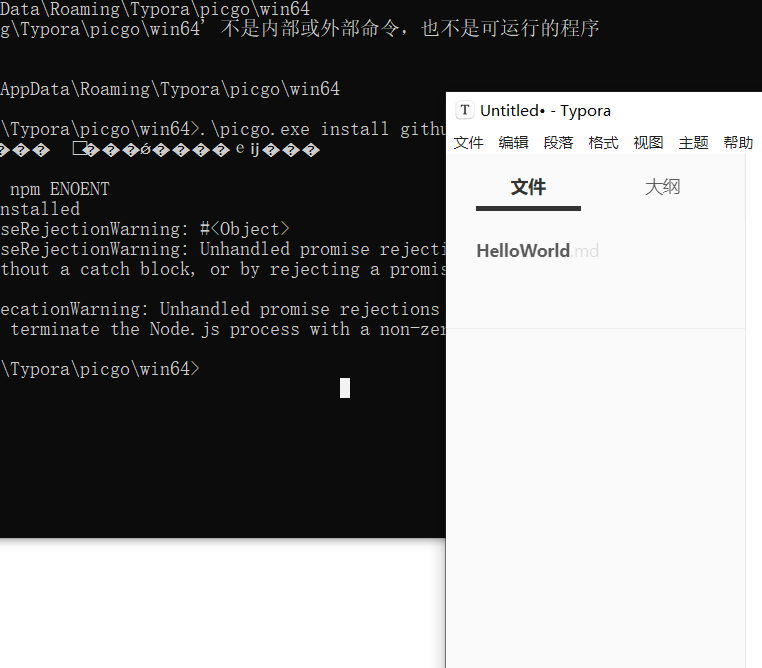 Data\Roaming\Typora\picgo\win64
g\Typora\picgo\win64' 不是内部或外部命令，也不是可运行的程序
AppData\Roaming\Typora\picgo\win64
\Typora\picgo\win64>.\picgo.exe install githu
npm ENOENT
nstalled
seRejectionWarning: #<Object>
seRejectionWarning: Unhandled promise rejecti
thout a catch block, or by rejecting a promis
ecationWarning: Unhandled promise rejections
terminate the Node.js process with a non-zer
\Typora\picgo\win64>
T Untitled• - Typora
文件 编辑 段落 格式 视图 主题 帮助
文件 大纲
HelloWorld.md